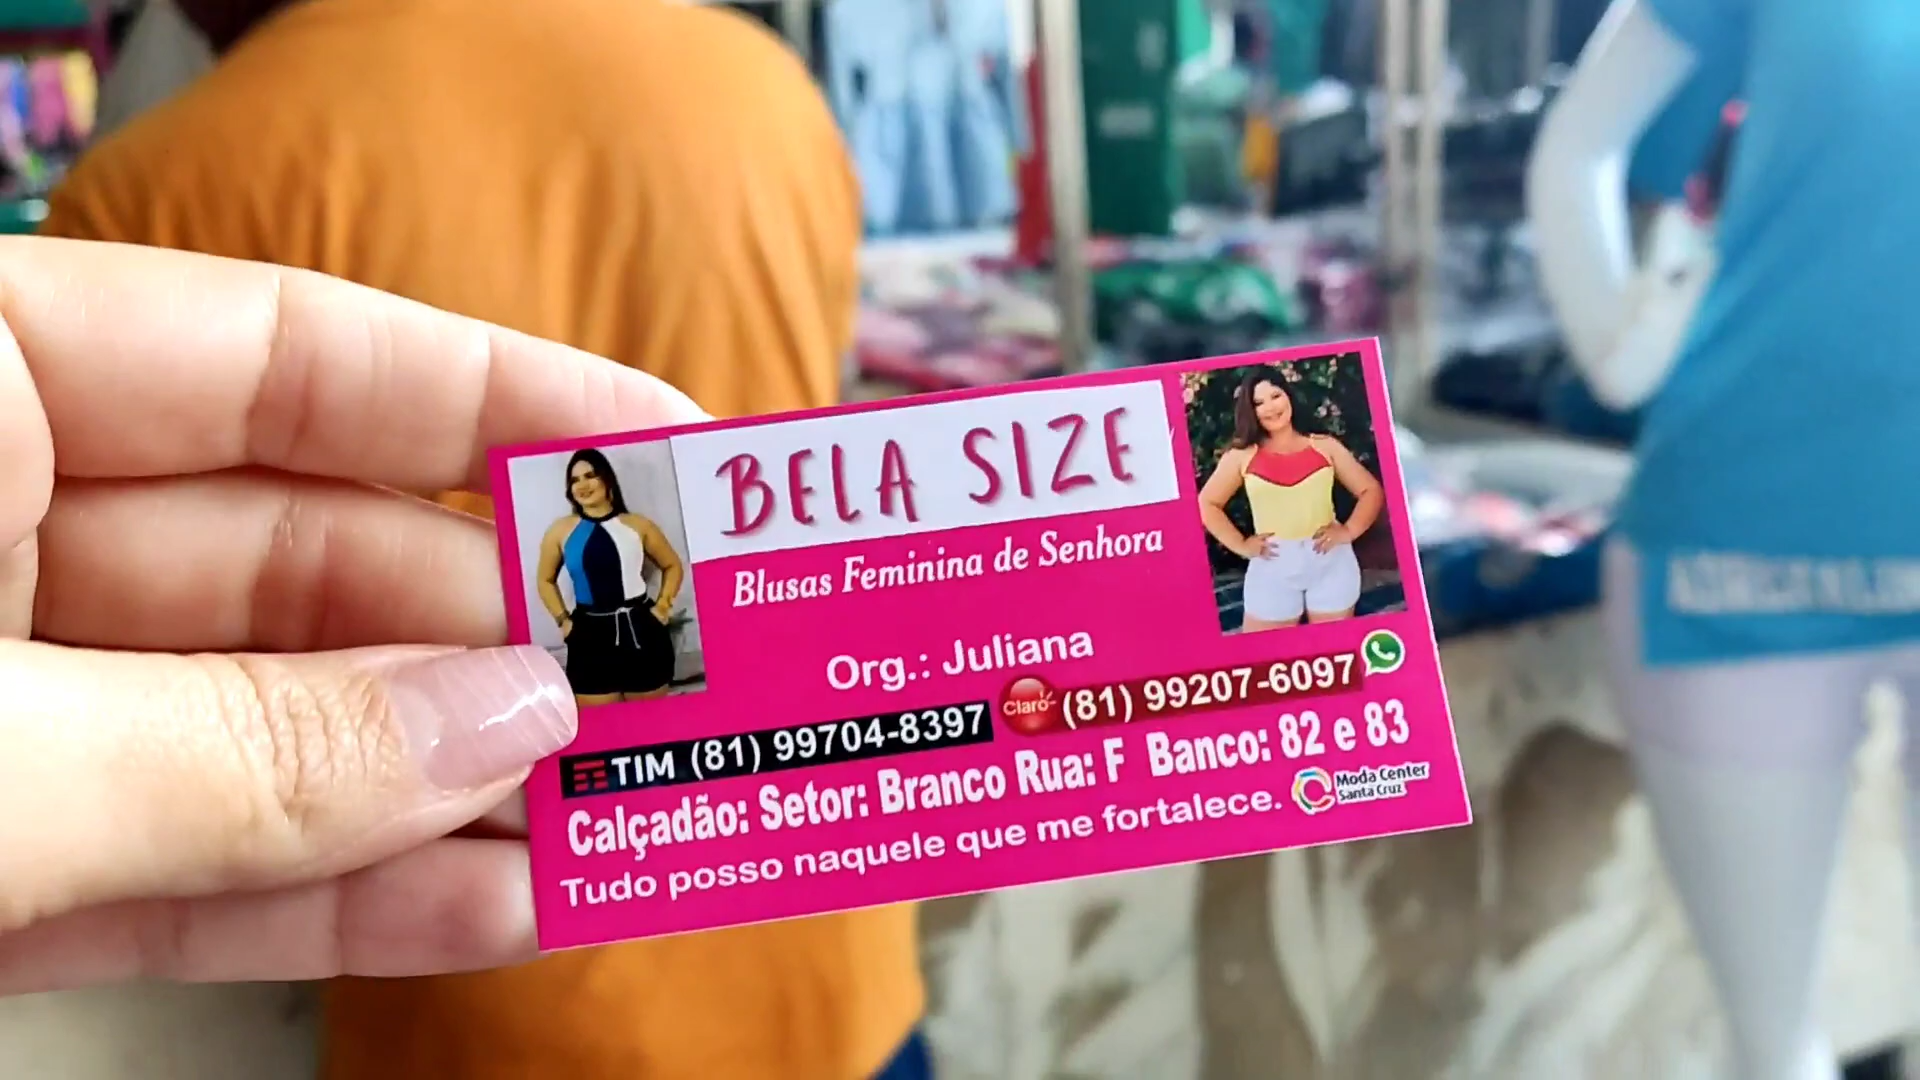 BELA SIZE
Blusas Feminina de Senhora
Org.: Juliana
TIM (81) 99704-8397
Claro (81) 99207-6097
Calçadão: Setor: Branco Rua: F Banco: 82 e 83
Tudo posso naquele que me fortalece.
Moda Center
Santa Cruz